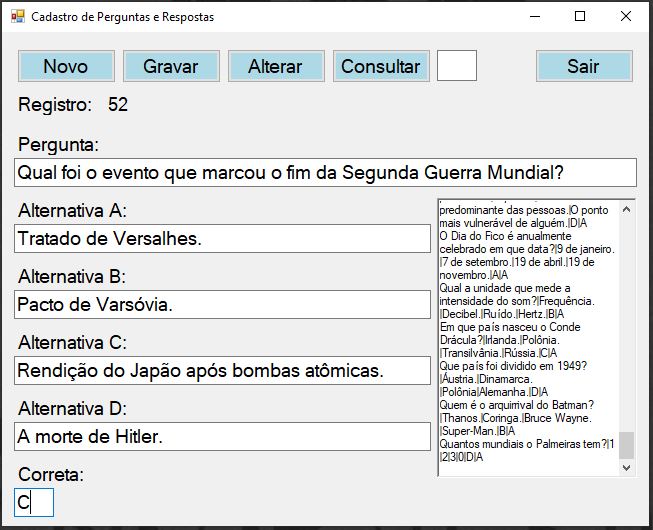 Cadastro de Perguntas e Respostas
Novo
Gravar
Alterar
Consultar
Sair
Registro: 52
Pergunta:
Qual foi o evento que marcou o fim da Segunda Guerra Mundial?
Alternativa A:
Tratado de Versalhes.
Alternativa B:
Pacto de Varsóvia.
Alternativa C:
Rendição do Japão após bombas atômicas.
Alternativa D:
A morte de Hitler.
Correta:
C
predominante das pessoas.|O ponto
mais vulnerável de alguém.|D|A
O Dia do Fico é anualmente
celebrado em que data?|9 de janeiro.
|7 de setembro.|19 de abril.|19 de
novembro.|A|A
Qual a unidade que mede a
intensidade do som?|Frequência.
|Decibel.|Ruído.|Hertz.|B|A
Em que país nasceu o Conde
Drácula?|Irlanda.|Polônia.
|Transilvânia.|Rússia.|C|A
Que país foi dividido em 1949?
|Áustria.|Dinamarca.
|Polônia|Alemanha.|D|A
Quem é o arquirrival do Batman?
|Thanos.|Coringa.|Bruce Wayne.
|Super-Man.|B|A
Quantos mundiais o Palmeiras tem?|1
|2|3|0|D|A